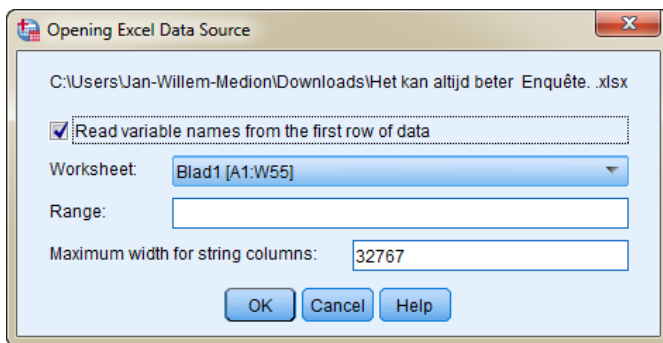 Opening Excel Data Source
C:\Users\Jan-Willem-Medion\Downloads\Het kan altijd beter Enquête. .xlsx
Read variable names from the first row of data
Worksheet: Blad1 [A1:W55]
Range:
Maximum width for string columns: 32767
OK Cancel Help